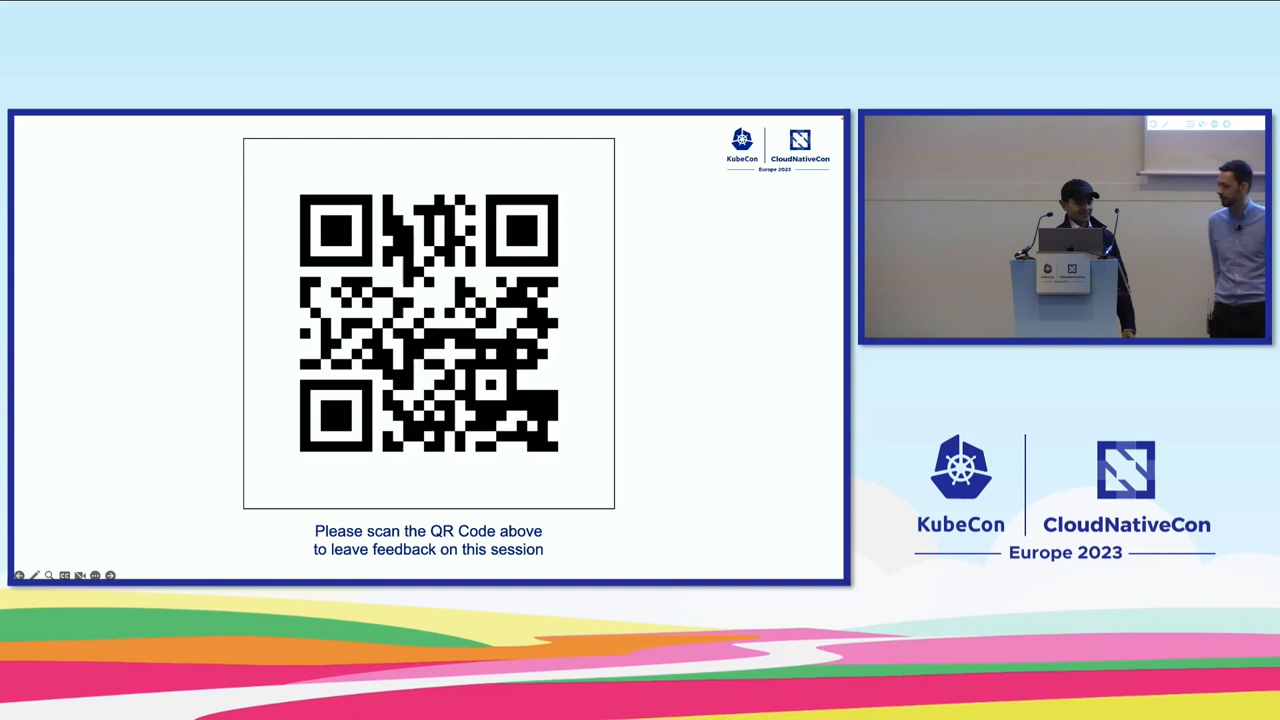 KubeCon
CloudNativeCon
Europe 2023
Please scan the QR Code above
to leave feedback on this session
KubeCon
CloudNativeCon
Europe 2023